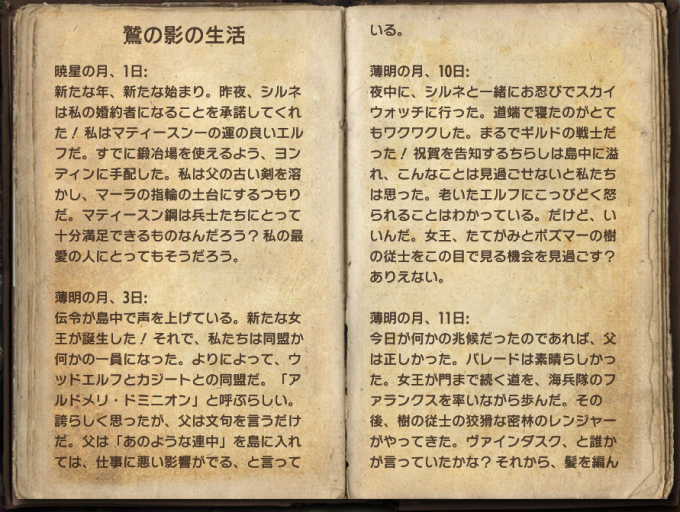 鷲の影の生活
暁星の月、1日:
新たな年、新たな始まり。昨夜、シルネ
は私の婚約者になることを承諾してくれ
た！ 私はマティースン一の運の良いエル
フだ。すでに鍛冶場を使えるよう、ヨン
ディンに手配した。私は父の古い剣を溶
かし、マーラの指輪の土台にするつもり
だ。マティースン鋼は兵士たちにとって
十分満足できるものなんだろう？ 私の最
愛の人にとってもそうだろう。
薄明の月、3日:
伝令が島中で声を上げている。新たな女
王が誕生した！ それで、私たちは同盟か
何かの一員になった。よりによって、ウ
ッドエルフとカジートとの同盟だ。「ア
ルドメリ・ドミニオン」と呼ぶらしい。
誇らしく思ったが、父は文句を言うだけ
だ。父は「あのような連中」を島に入れ
ては、仕事に悪い影響がでる、と言って
いる。
薄明の月、10日:
夜中に、シルネと一緒にお忍びでスカイ
ウォッチに行った。道端で寝たのがとて
もワクワクした。まるでギルドの戦士だ
った！ 祝賀を告知するちらしは島中に溢
れ、こんなことは見過ごせないと私たち
は思った。老いたエルフにこっぴどく怒
られることはわかっている。だけど、い
いんだ。女王、たてがみとボズマーの樹
の従士をこの目で見る機会を見過ごす？
ありえない。
薄明の月、11日:
今日が何かの兆候だったのであれば、父
は正しかった。パレードは素晴らしかっ
た。女王が門まで続く道を、海兵隊のフ
ァランクスを率いながら歩んだ。その
後、樹の従士の狡猾な密林のレンジャー
がやってきた。ヴァインダスク、と誰か
が言っていたかな？ それから、髪を編ん